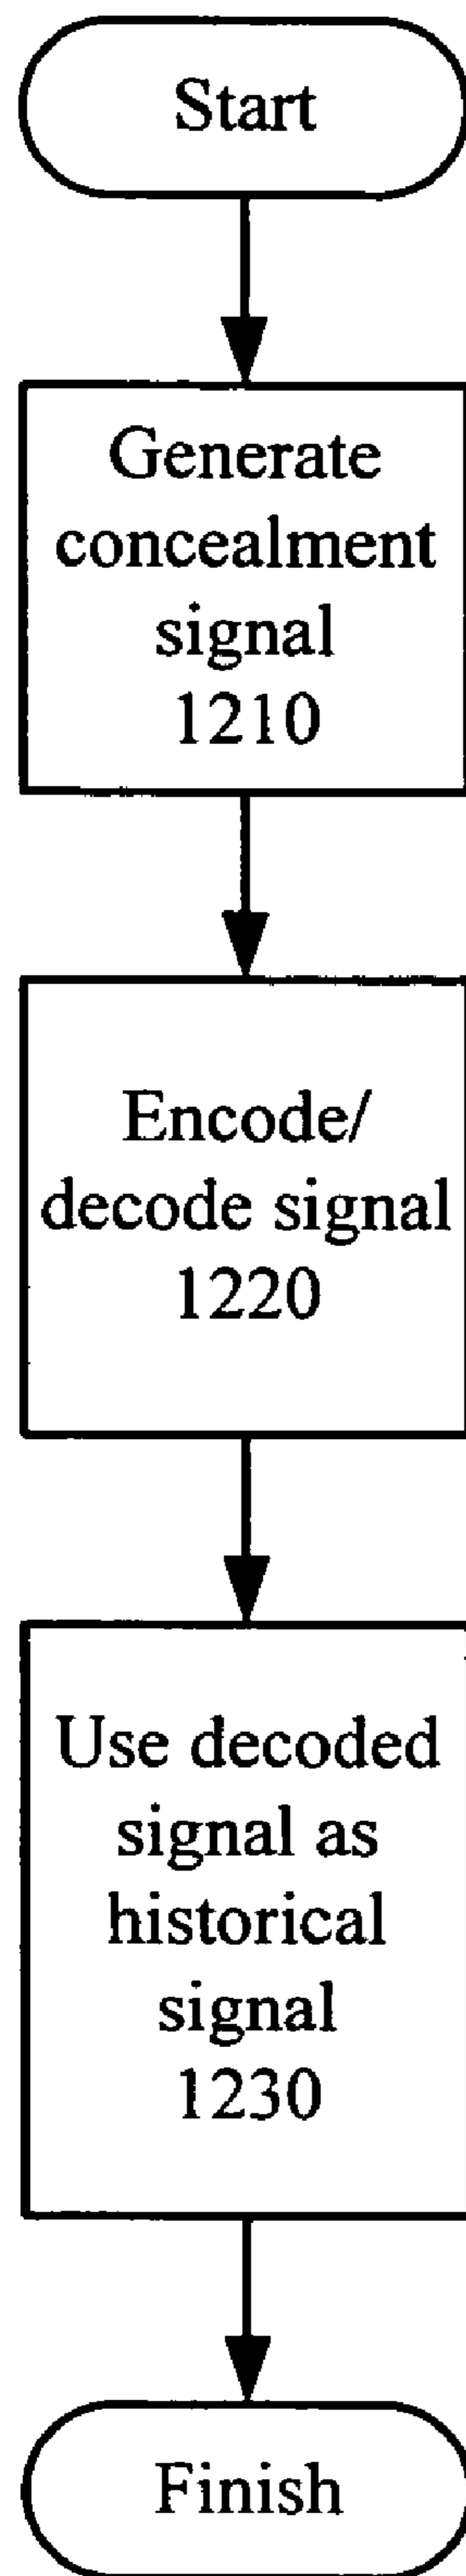 Start
Generate
concealment
signal
1210
Encode/
decode signal
1220
Use decoded
signal as
historical
signal
1230
Finish